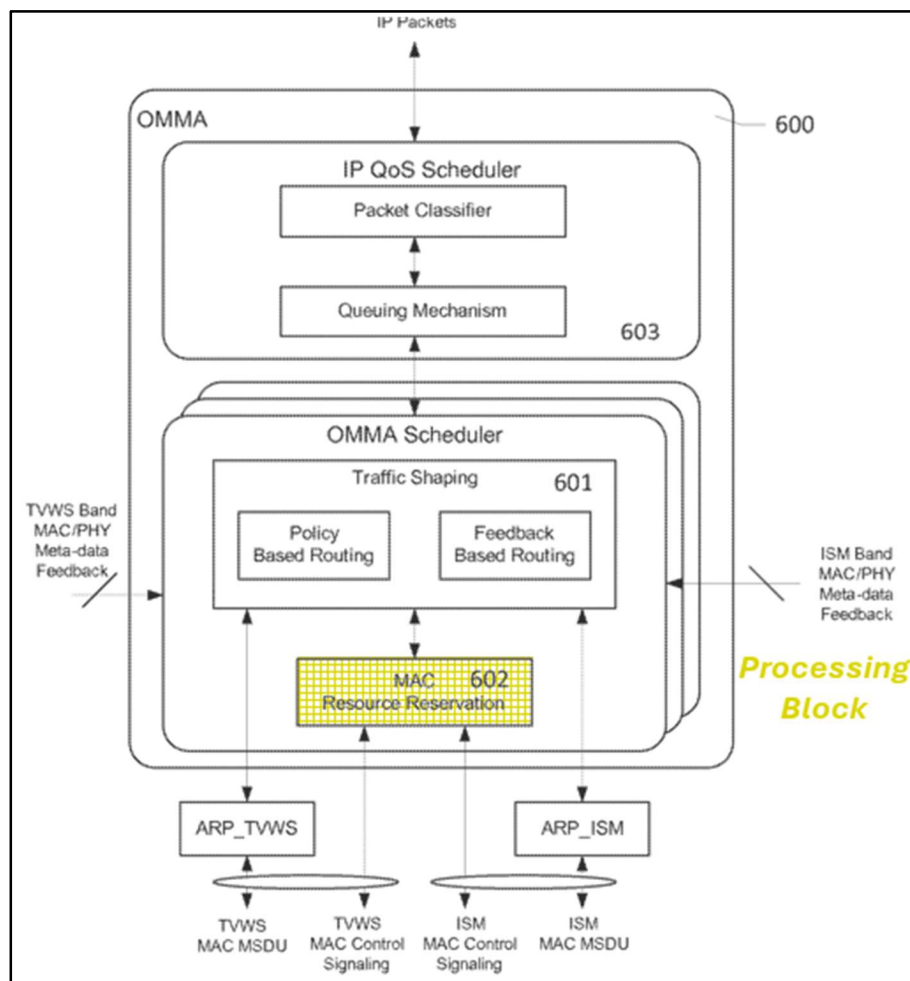 IP Packets
OMMA
600
IP QoS Scheduler
Packet Classifier
Queuing Mechanism
603
OMMA Scheduler
Traffic Shaping
601
Policy
Based Routing
Feedback
Based Routing
TVWS Band
MAC/PHY
Meta-data
Feedback
ISM Band
MAC/PHY
Meta-data
Feedback
MAC
602
Resource Reservation
Processing
Block
ARP_TVWS
ARP_ISM
TVWS
MAC MSDU
TVWS
MAC Control
Signaling
ISM
MAC Control
Signaling
ISM
MAC MSDU